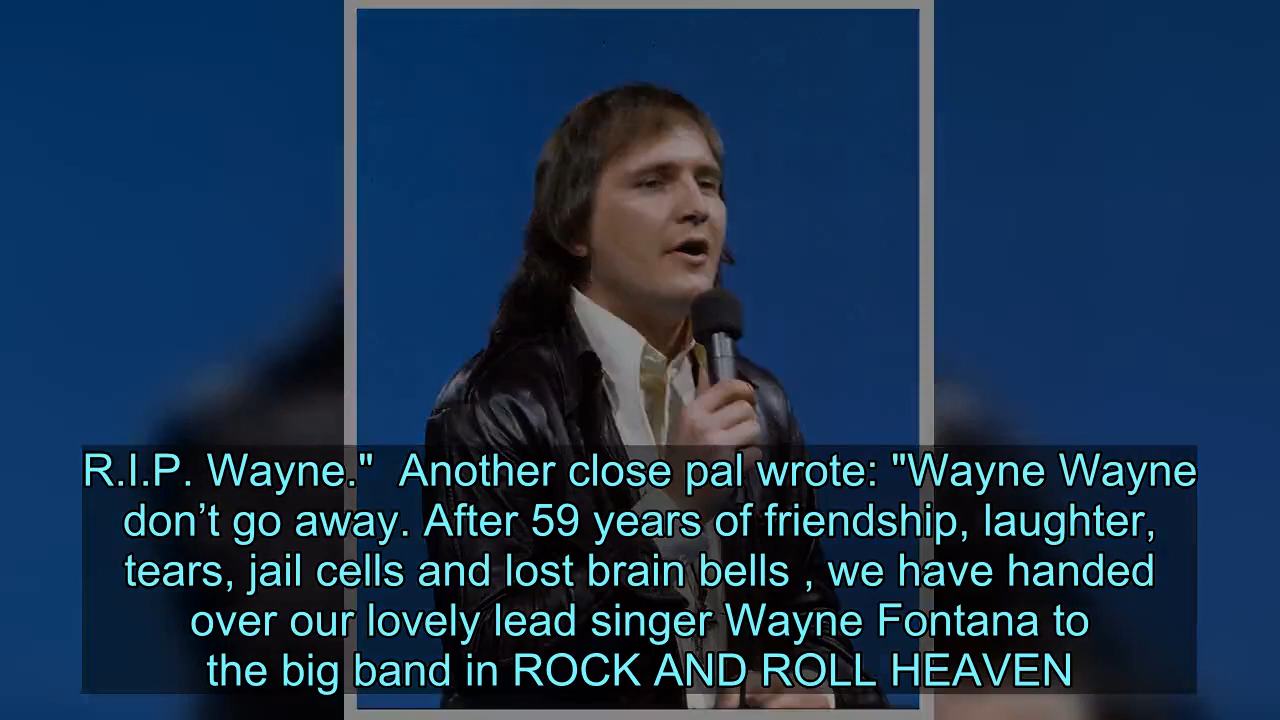 R.I.P. Wayne."  Another close pal wrote: "Wayne Wayne
don’t go away. After 59 years of friendship, laughter,
tears, jail cells and lost brain bells , we have handed
over our lovely lead singer Wayne Fontana to
the big band in ROCK AND ROLL HEAVEN